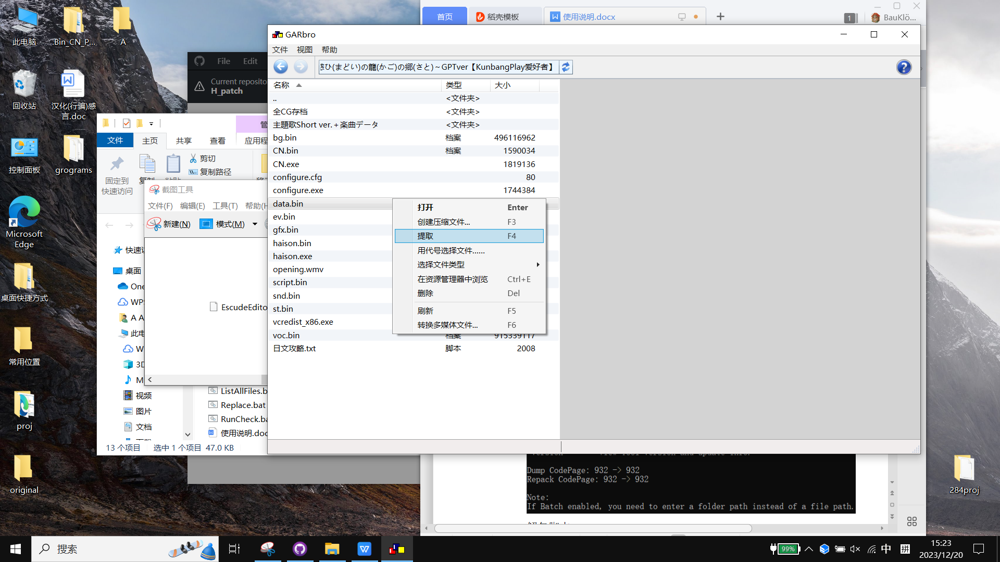 此电脑
.Bin_CN_P...
A
回收站
汉化(行骗)感言.doc
控制面板
grograms
Microsoft Edge
桌面快捷方式
常用位置
proj
original
284proj
首页
稻壳模板
使用说明.docx
1
BauKlö...
File
Edit
Current reposito
H_patch
文件
主页
共享
查看
管
应用程
固定到
快速访问
剪切
复制路径
截图工具
文件(F)
编辑(E)
工具(T)
帮助(H
新建(N)
模式(M)
桌面
One
WPS
A A
此电
W
3D
M
视频
图片
文档
EscudeEdito
ListAllFiles.b
Replace.bat
RunCheck.ba
使用说明.doc
13 个项目
选中 1 个项目 47.0 KB
GARbro
文件
视图
帮助
ひ(まどい)の籠(かご)の郷(さと)～GPTver【KunbangPlay爱好者】
名称
类型
大小
.. <文件夹>
全CG存档 <文件夹>
主題歌Short ver.＋楽曲データ <文件夹>
bg.bin 档案 496116962
CN.bin 档案 1590034
CN.exe 1819136
configure.cfg 80
configure.exe 1744384
data.bin
ev.bin
gfx.bin
haison.bin
haison.exe
opening.wmv
script.bin
snd.bin
st.bin
vcredist_x86.exe
voc.bin 档案 915339117
日文攻略.txt 脚本 2008
打开 Enter
创建压缩文件... F3
提取 F4
用代号选择文件......
选择文件类型
在资源管理器中浏览 Ctrl+E
删除 Del
刷新 F5
转换多媒体文件... F6
Dump CodePage: 932 -> 932
Repack CodePage: 932 -> 932
Note:
If Batch enabled, you need to enter a folder path instead of a file path.
搜索
99%
中
拼
15:23
2023/12/20